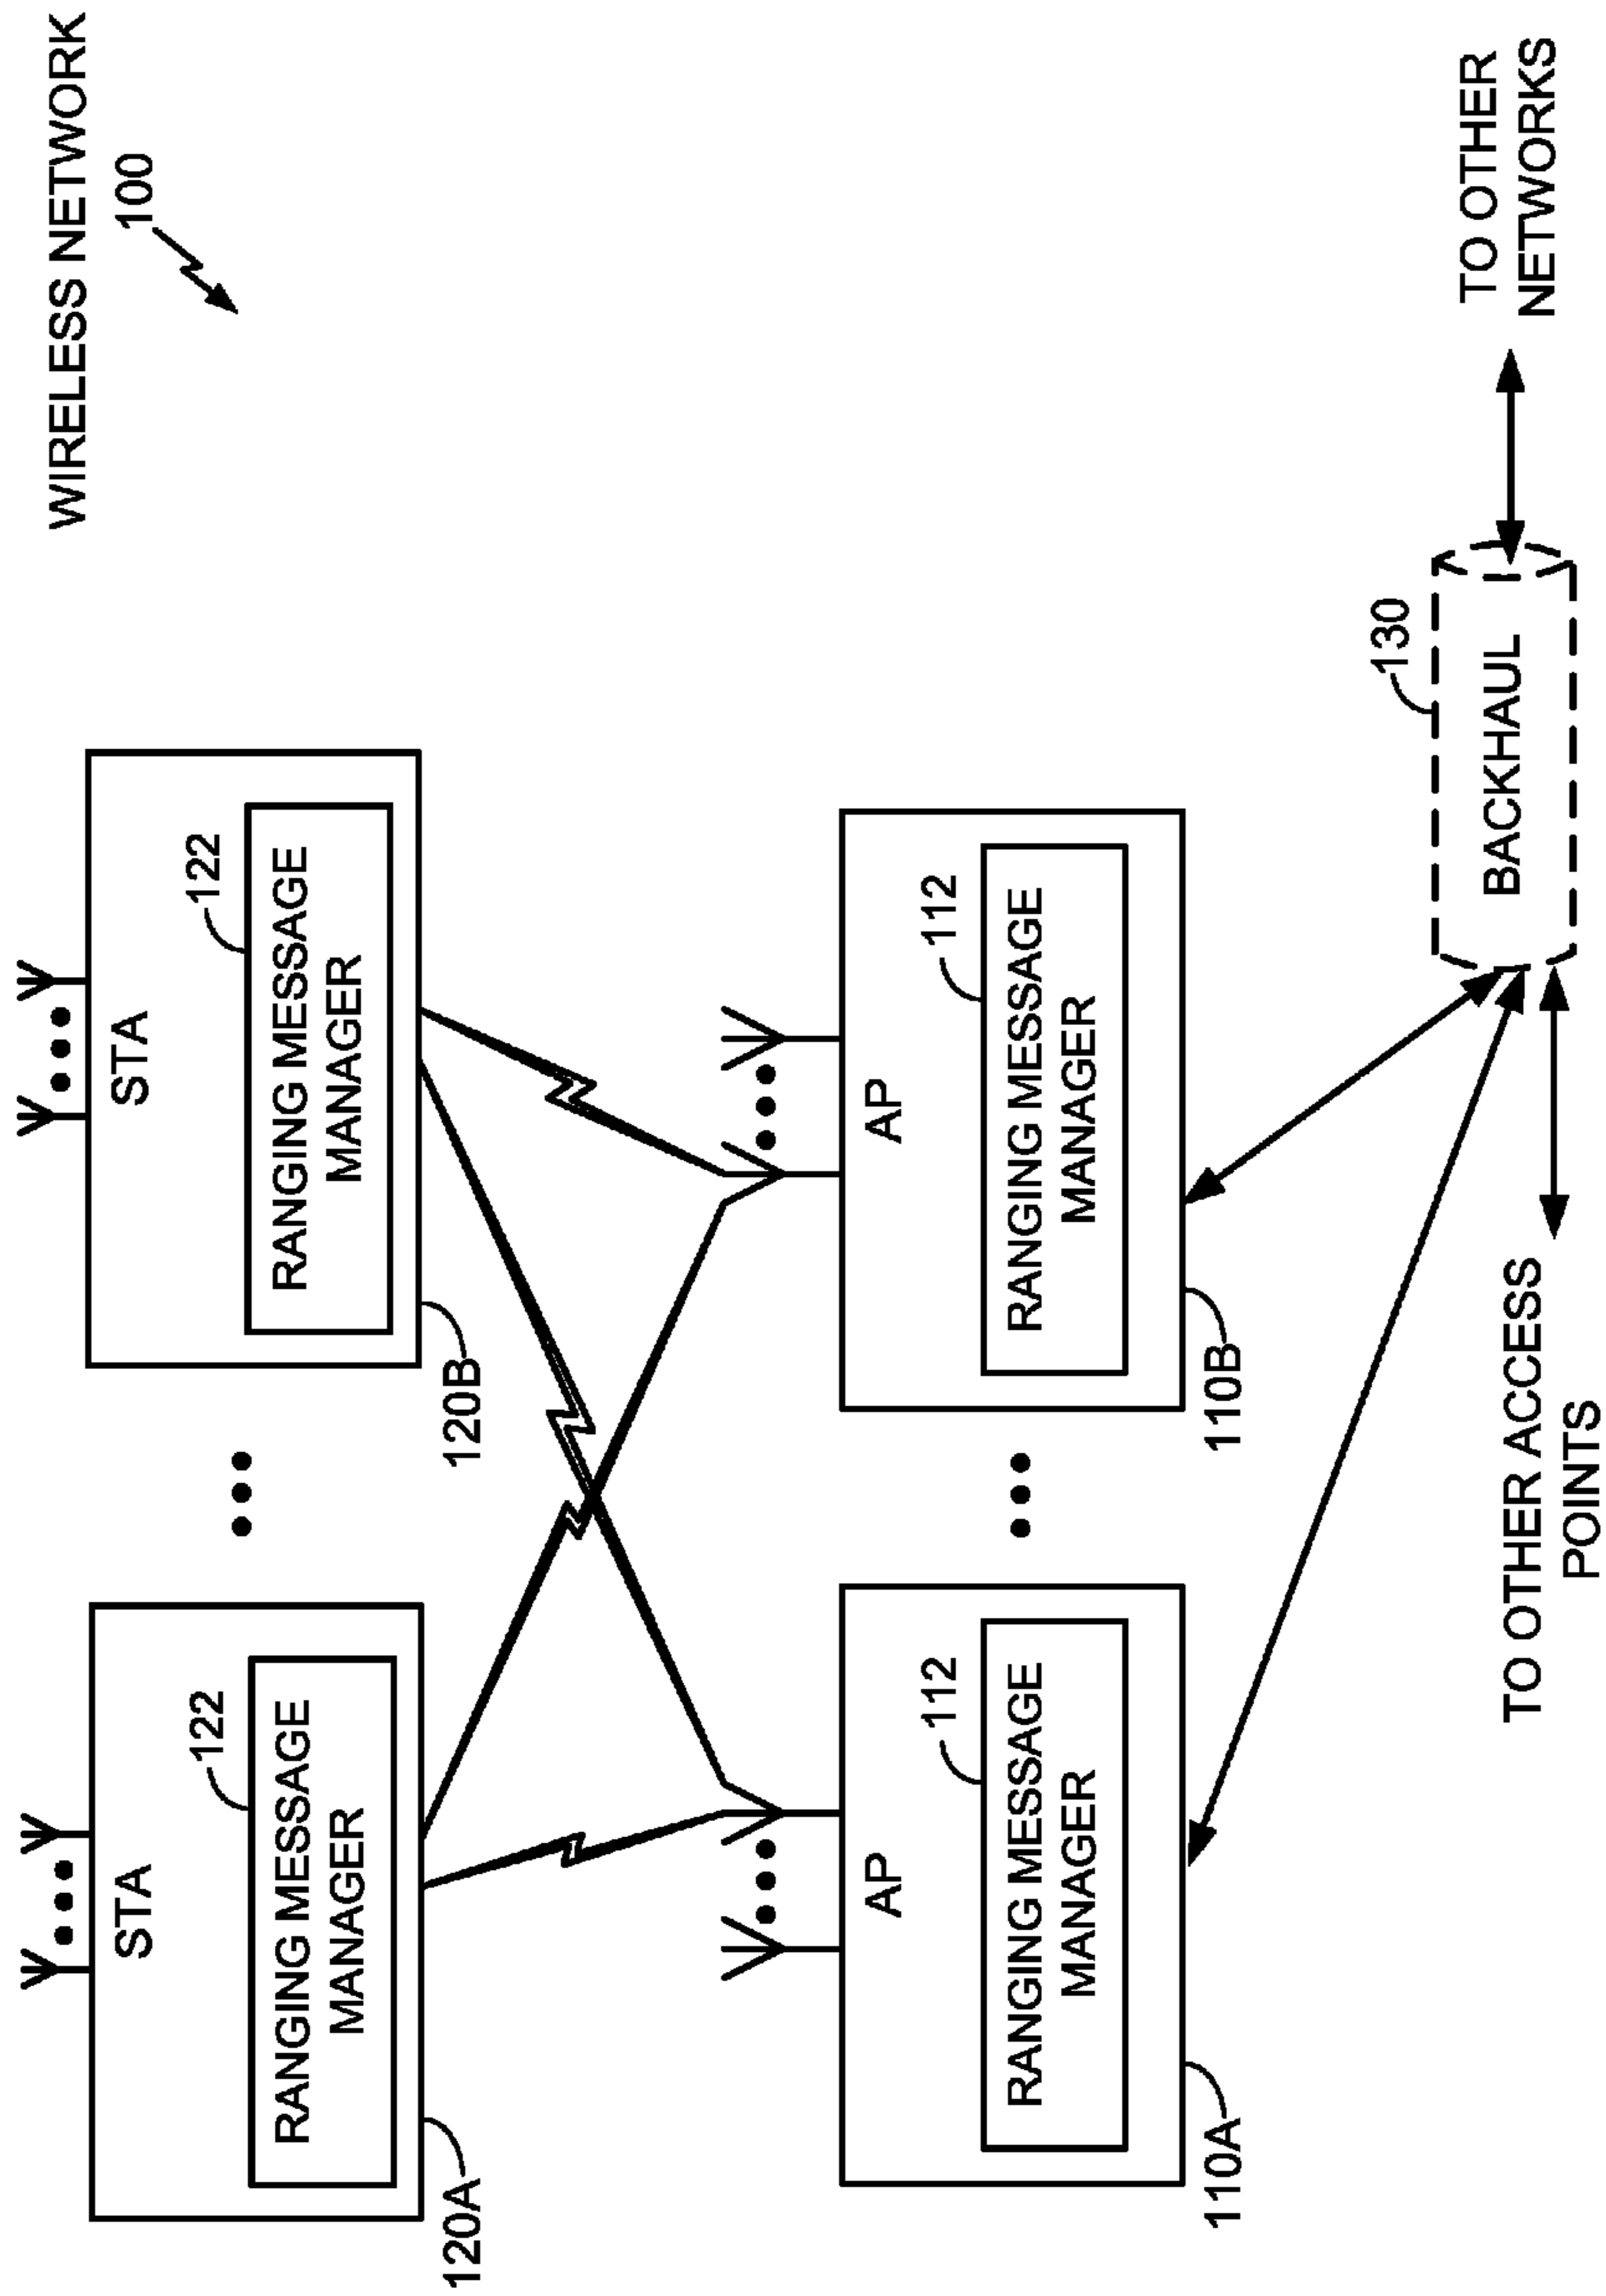 WIRELESS NETWORK
100
STA
122
RANGING MESSAGE
MANAGER
120A
STA
122
RANGING MESSAGE
MANAGER
120B
AP
112
RANGING MESSAGE
MANAGER
110A
AP
112
RANGING MESSAGE
MANAGER
110B
130
BACKHAUL
TO OTHER ACCESS
POINTS
TO OTHER
NETWORKS